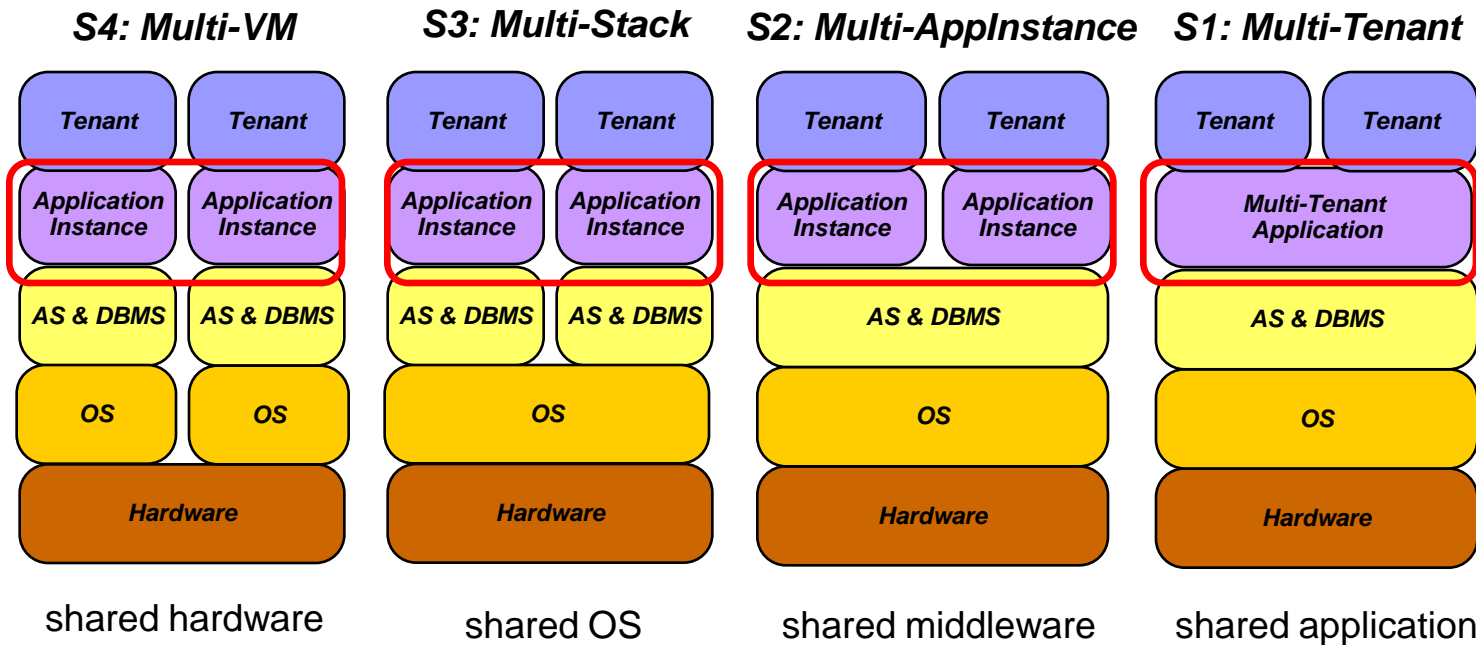 S4: Multi-VM
S3: Multi-Stack
S2: Multi-AppInstance
S1: Multi-Tenant
Tenant
Tenant
Tenant
Tenant
Tenant
Tenant
Tenant
Tenant
Application
Instance
Application
Instance
Application
Instance
Application
Instance
Application
Instance
Application
Instance
Multi-Tenant
Application
AS & DBMS
AS & DBMS
AS & DBMS
AS & DBMS
AS & DBMS
AS & DBMS
OS
OS
OS
OS
OS
Hardware
Hardware
Hardware
Hardware
shared hardware
shared OS
shared middleware
shared application